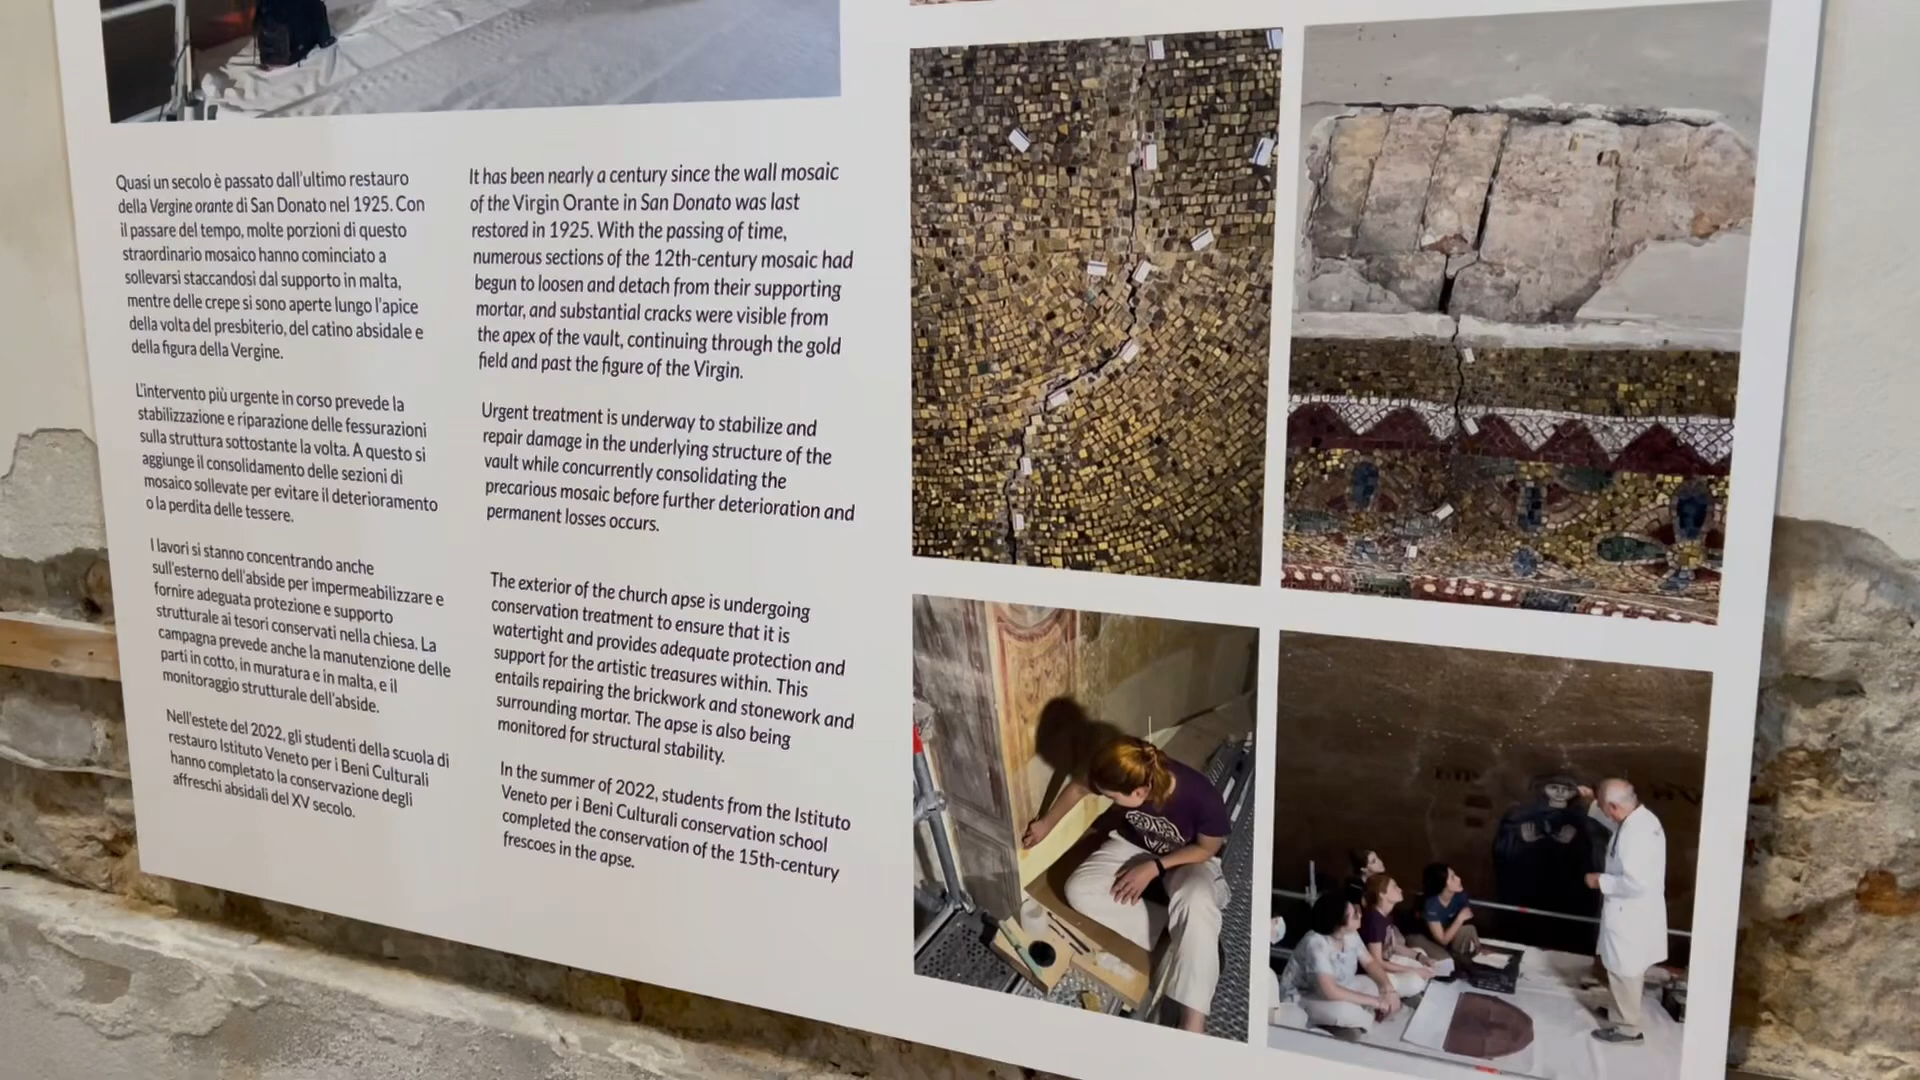 Quasi un secolo è passato dall'ultimo restauro
della Vergine orante di San Donato nel 1925. Con
il passare del tempo, molte porzioni di questo
straordinario mosaico hanno cominciato a
sollevarsi staccandosi dal supporto in malta,
mentre delle crepe si sono aperte lungo l'apice
della volta del presbiterio, del catino absidale e
della figura della Vergine.
L'intervento più urgente in corso prevede la
stabilizzazione e riparazione delle fessurazioni
sulla struttura sottostante la volta. A questo si
aggiunge il consolidamento delle sezioni di
mosaico sollevate per evitare il deterioramento
o la perdita delle tessere.
I lavori si stanno concentrando anche
sull'esterno dell'abside per impermeabilizzare e
fornire adeguata protezione e supporto
strutturale ai tesori conservati nella chiesa. La
campagna prevede anche la manutenzione delle
parti in cotto, in muratura e in malta, e il
monitoraggio strutturale dell'abside.
Nell'estete del 2022, gli studenti della scuola di
restauro Istituto Veneto per i Beni Culturali
hanno completato la conservazione degli
affreschi absidali del XV secolo.
It has been nearly a century since the wall mosaic
of the Virgin Orante in San Donato was last
restored in 1925. With the passing of time,
numerous sections of the 12th-century mosaic had
begun to loosen and detach from their supporting
mortar, and substantial cracks were visible from
the apex of the vault, continuing through the gold
field and past the figure of the Virgin.
Urgent treatment is underway to stabilize and
repair damage in the underlying structure of the
vault while concurrently consolidating the
precarious mosaic before further deterioration and
permanent losses occurs.
The exterior of the church apse is undergoing
conservation treatment to ensure that it is
watertight and provides adequate protection and
support for the artistic treasures within. This
entails repairing the brickwork and stonework and
surrounding mortar. The apse is also being
monitored for structural stability.
In the summer of 2022, students from the Istituto
Veneto per i Beni Culturali conservation school
completed the conservation of the 15th-century
frescoes in the apse.